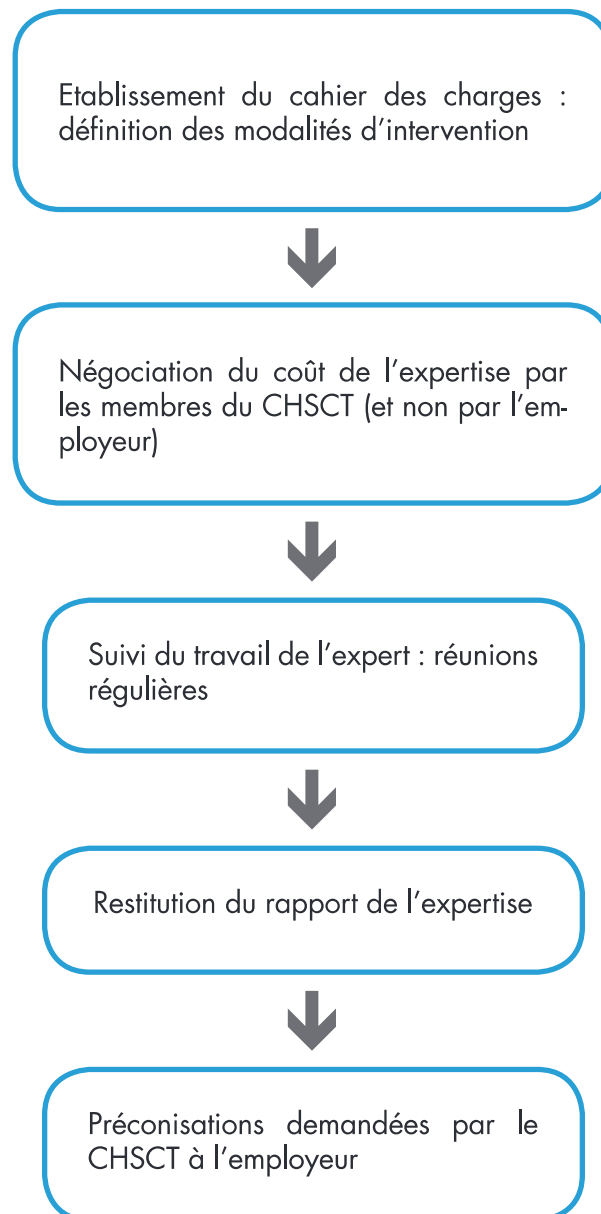 Etablissement du cahier des charges :
définition des modalités d’intervention
Négociation du coût de l’expertise par
les membres du CHSCT (et non par l’em-
ployeur)
Suivi du travail de l’expert : réunions
régulières
Restitution du rapport de l’expertise
Préconisations demandées par le
CHSCT à l’employeur